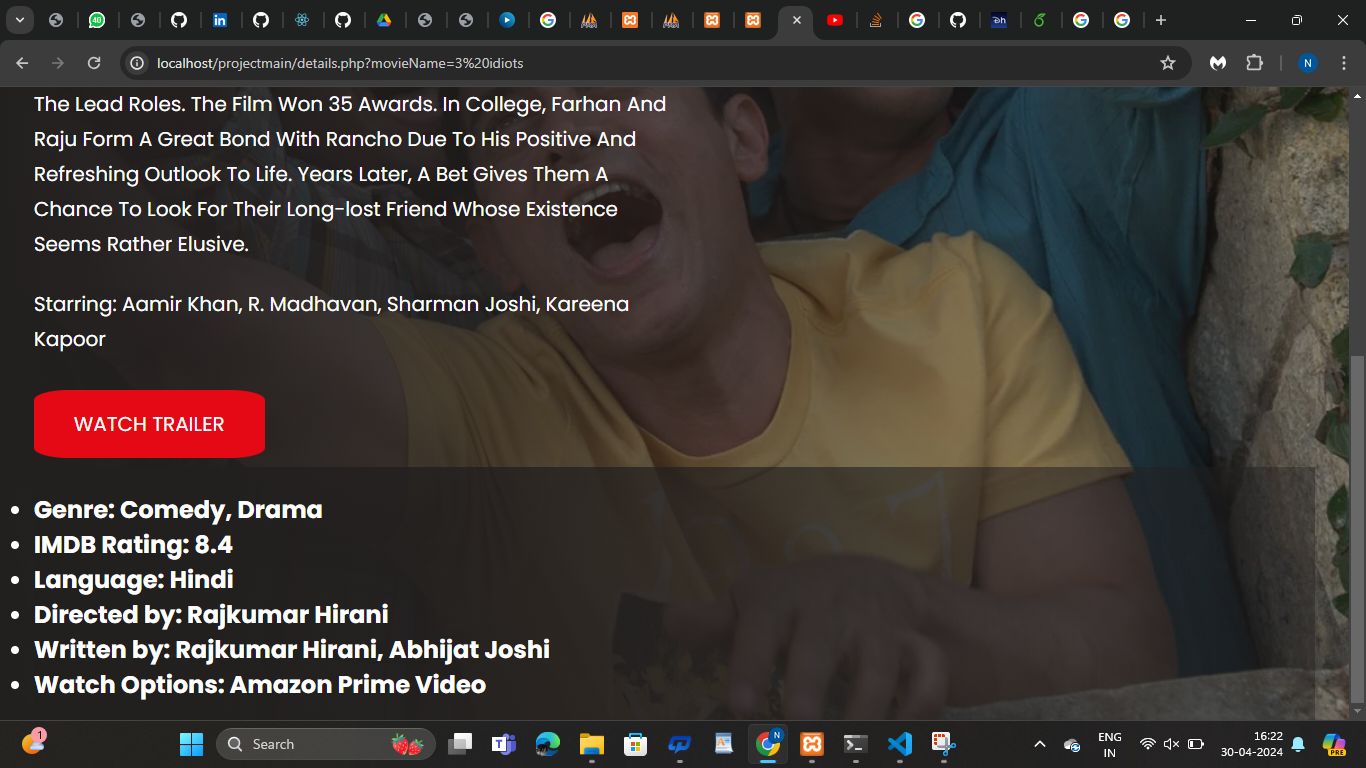 40
localhost/projectmain/details.php?movieName=3%20idiots
N
The Lead Roles. The Film Won 35 Awards. In College, Farhan And
Raju Form A Great Bond With Rancho Due To His Positive And
Refreshing Outlook To Life. Years Later, A Bet Gives Them A
Chance To Look For Their Long-lost Friend Whose Existence
Seems Rather Elusive.
Starring: Aamir Khan, R. Madhavan, Sharman Joshi, Kareena
Kapoor
WATCH TRAILER
• Genre: Comedy, Drama
• IMDB Rating: 8.4
• Language: Hindi
• Directed by: Rajkumar Hirani
• Written by: Rajkumar Hirani, Abhijat Joshi
• Watch Options: Amazon Prime Video
1
Search
N
ENG
IN
16:22
30-04-2024
PRE